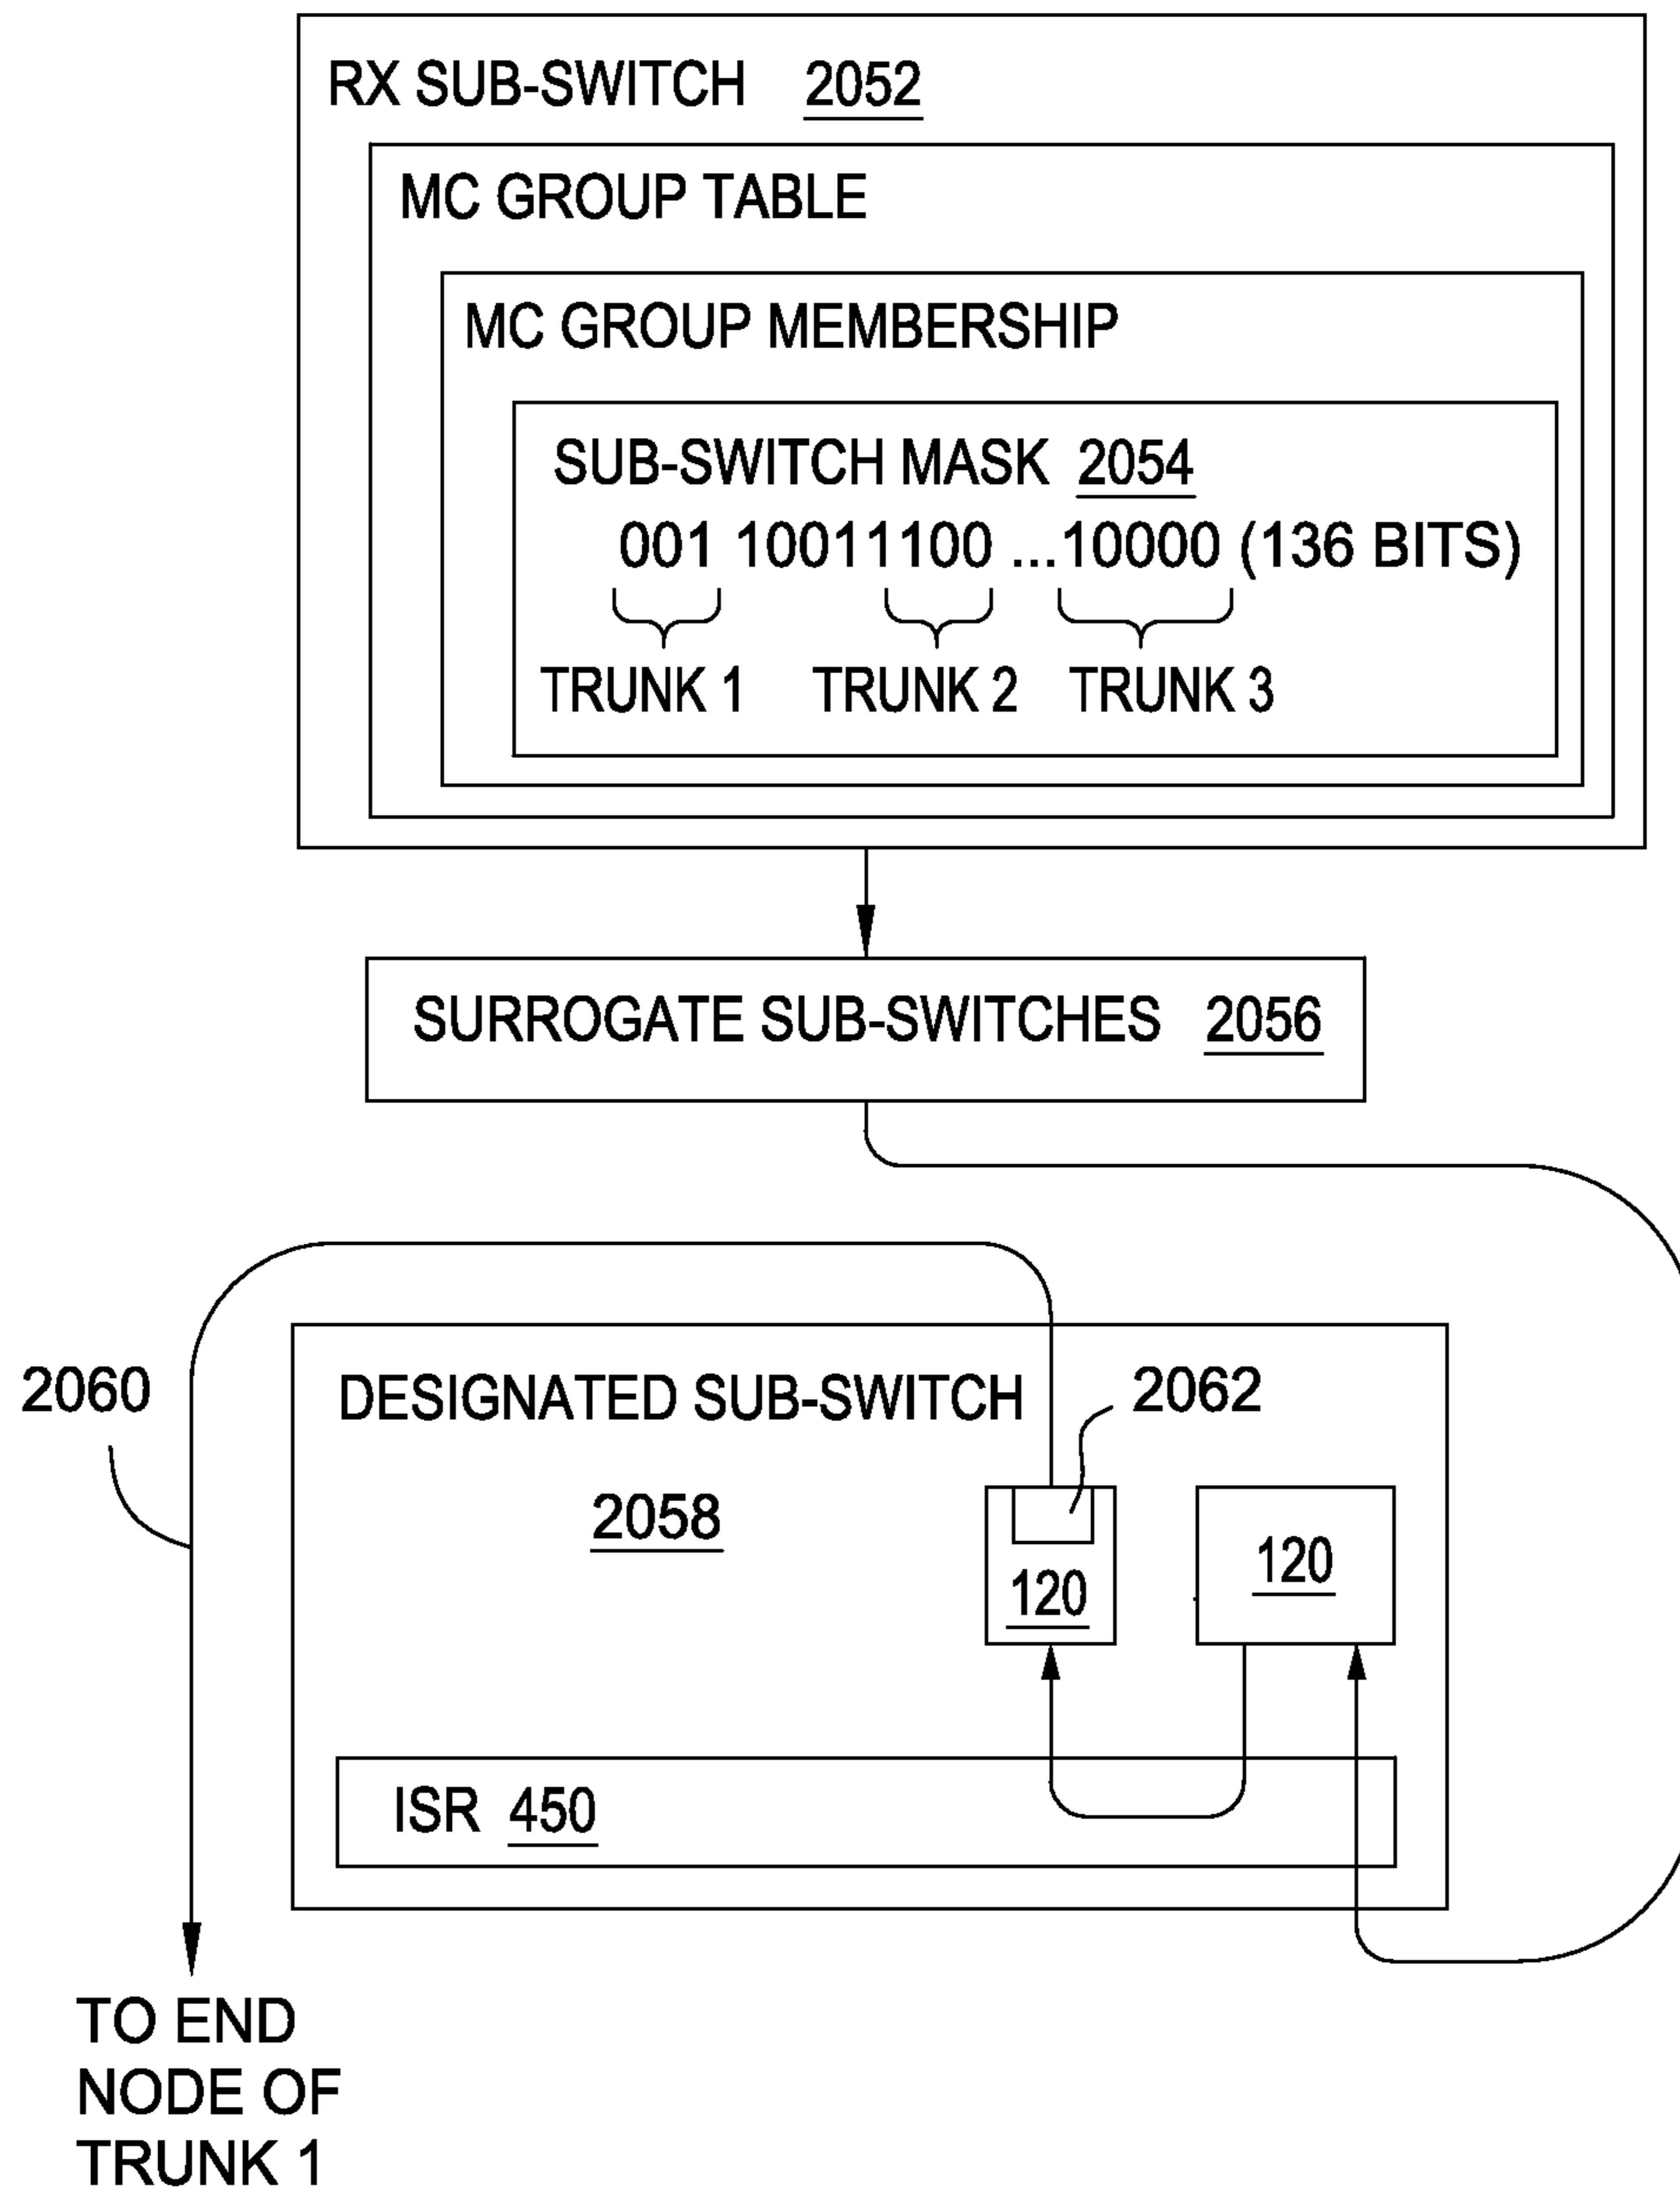 RX SUB-SWITCH 2052
MC GROUP TABLE
MC GROUP MEMBERSHIP
SUB-SWITCH MASK 2054
001 10011100 ...10000 (136 BITS)
TRUNK 1 TRUNK 2 TRUNK 3
SURROGATE SUB-SWITCHES 2056
2060
DESIGNATED SUB-SWITCH
2062
2058
120
120
ISR 450
TO END
NODE OF
TRUNK 1